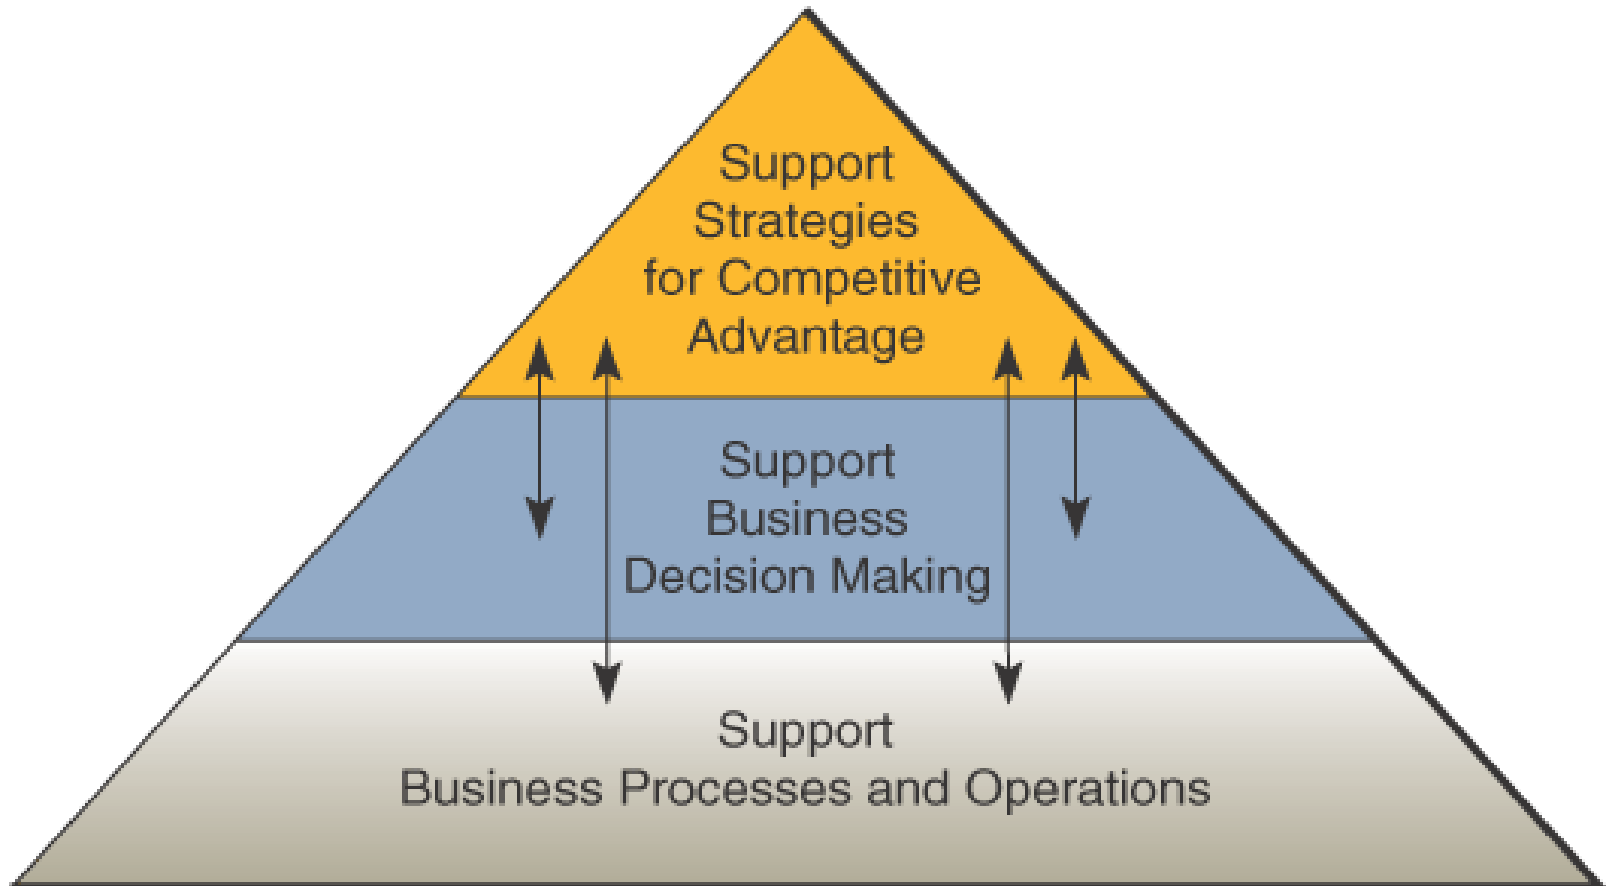 Support
Strategies
for Competitive
Advantage
Support
Business
Decision Making
Support
Business Processes and Operations